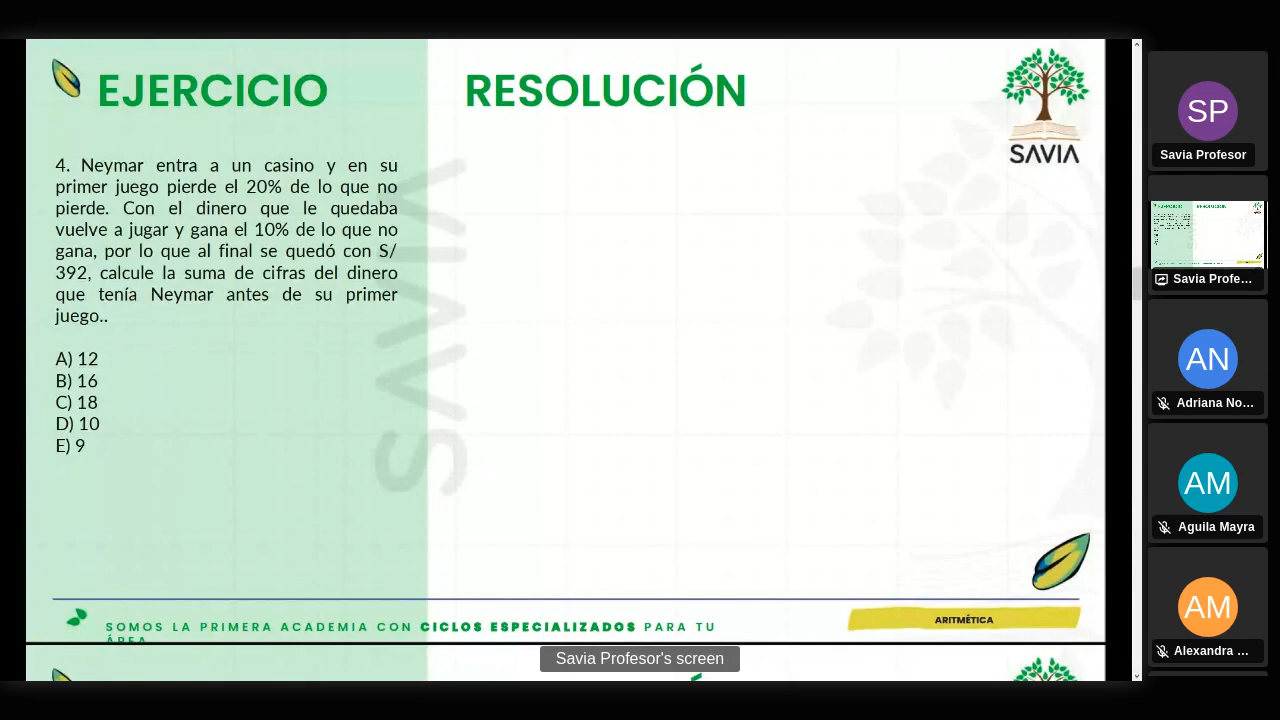 EJERCICIO
RESOLUCIÓN
SAVIA
4. Neymar entra a un casino y en su
primer juego pierde el 20% de lo que no
pierde. Con el dinero que le quedaba
vuelve a jugar y gana el 10% de lo que no
gana, por lo que al final se quedó con S/
392, calcule la suma de cifras del dinero
que tenía Neymar antes de su primer
juego..
A) 12
B) 16
C) 18
D) 10
E) 9
SAVIA
SOMOS LA PRIMERA ACADEMIA CON CICLOS ESPECIALIZADOS PARA TU
ÁREA
ARITMÉTICA
Savia Profesor's screen
SP
Savia Profesor
Savia Profe...
AN
Adriana No...
AM
Aguila Mayra
AM
Alexandra ...